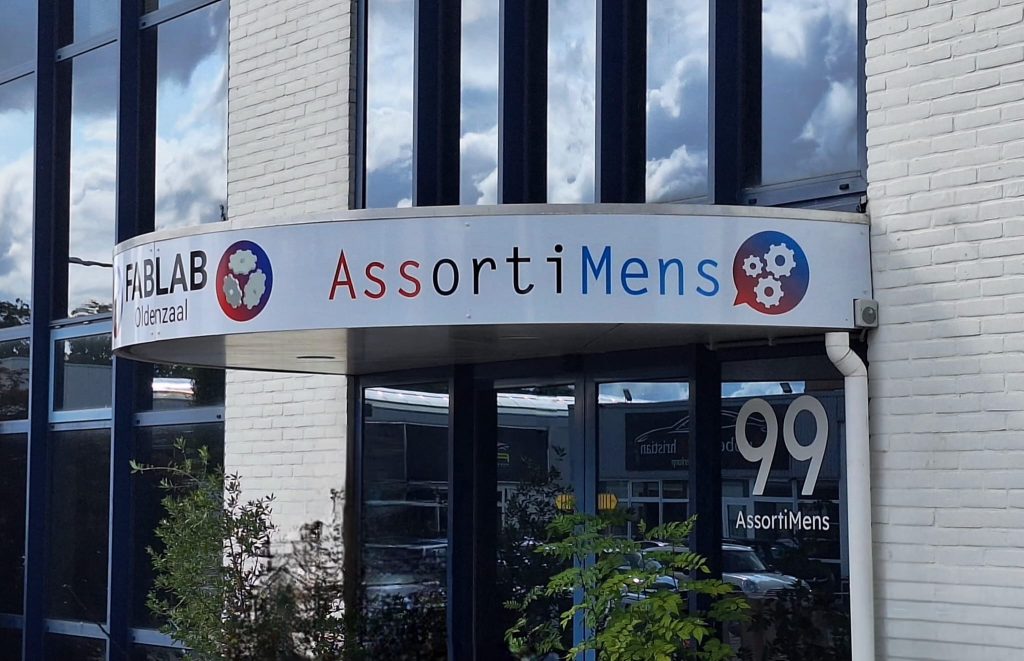 FABLAB
Oldenzaal
AssortiMens
99
AssortiMens